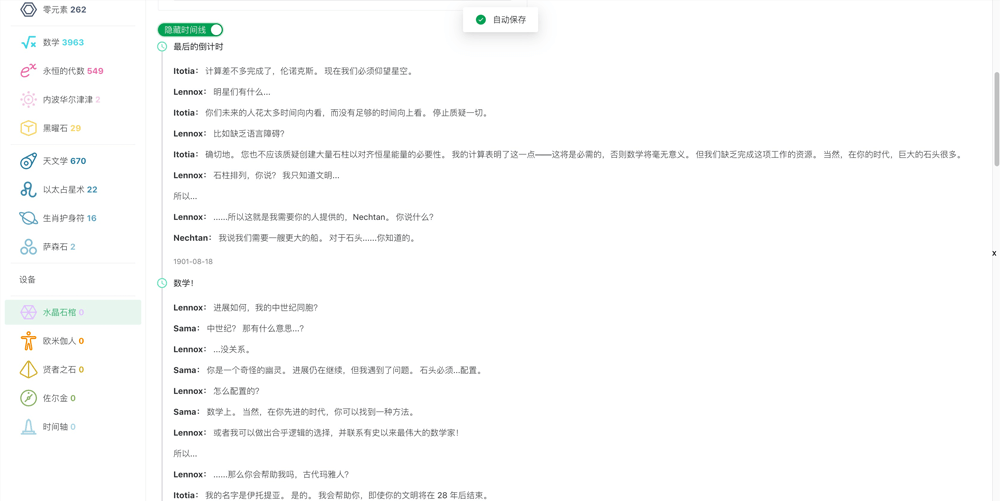 零元素 262
数学 3963
永恒的代数 549
内波华尔津津 2
黑曜石 29
天文学 670
以太占星术 22
生肖护身符 16
萨森石 2
设备
水晶石棺 0
欧米伽人 0
贤者之石 0
佐尔金 0
时间轴 0
自动保存
隐藏时间线
最后的倒计时
Itotia： 计算差不多完成了，伦诺克斯。 现在我们必须仰望星空。
Lennox： 明星们有什么...
Itotia： 你们未来的人花太多时间向内看，而没有足够的时间向上看。 停止质疑一切。
Lennox： 比如缺乏语言障碍?
Itotia： 确切地。 您也不应该质疑创建大量石柱以对齐恒星能量的必要性。 我的计算表明了这一点——这将是必需的，否则数学将毫无意义。 但我们缺乏完成这项工作的资源。 当然，在你的时代，巨大的石头很多。
Lennox： 石柱排列，你说？ 我只知道文明...
所以...
Lennox： ......所以这就是我需要你的人提供的，Nechtan。 你说什么?
Nechtan： 我说我们需要一艘更大的船。 对于石头......你知道的。
1901-08-18
数学!
Lennox： 进展如何，我的中世纪同胞?
Sama： 中世纪? 那有什么意思...?
Lennox： ...没关系。
Sama： 你是一个奇怪的幽灵。 进展仍在继续，但我遇到了问题。 石头必须...配置。
Lennox： 怎么配置的?
Sama： 数学上。 当然，在你先进的时代，你可以找到一种方法。
Lennox： 或者我可以做出合乎逻辑的选择，并联系有史以来最伟大的数学家!
所以...
Lennox： ......那么你会帮助我吗，古代玛雅人?
Itotia： 我的名字是伊托提亚。 是的。 我会帮助你，即使你的文明将在 28 年后结束。
x